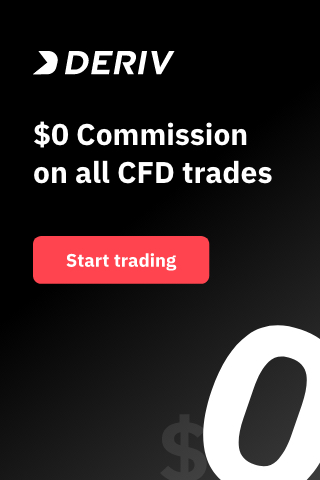 DERIV
$0 Commission
on all CFD trades
Start trading
$0